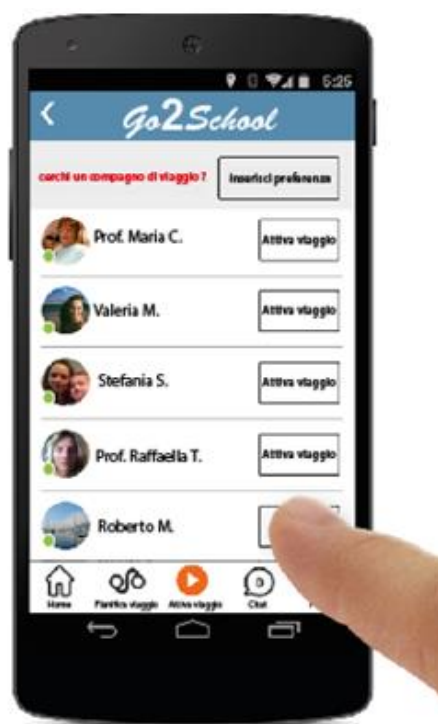 5:25
Go2School
cerchi un compagno di viaggio ?
Inserisci preferenza
Prof. Maria C.
Attiva viaggio
Valeria M.
Attiva viaggio
Stefania S.
Attiva viaggio
Prof. Raffaella T.
Attiva viaggio
Roberto M.
Home
Pianifica viaggio
Attiva viaggio
Chat